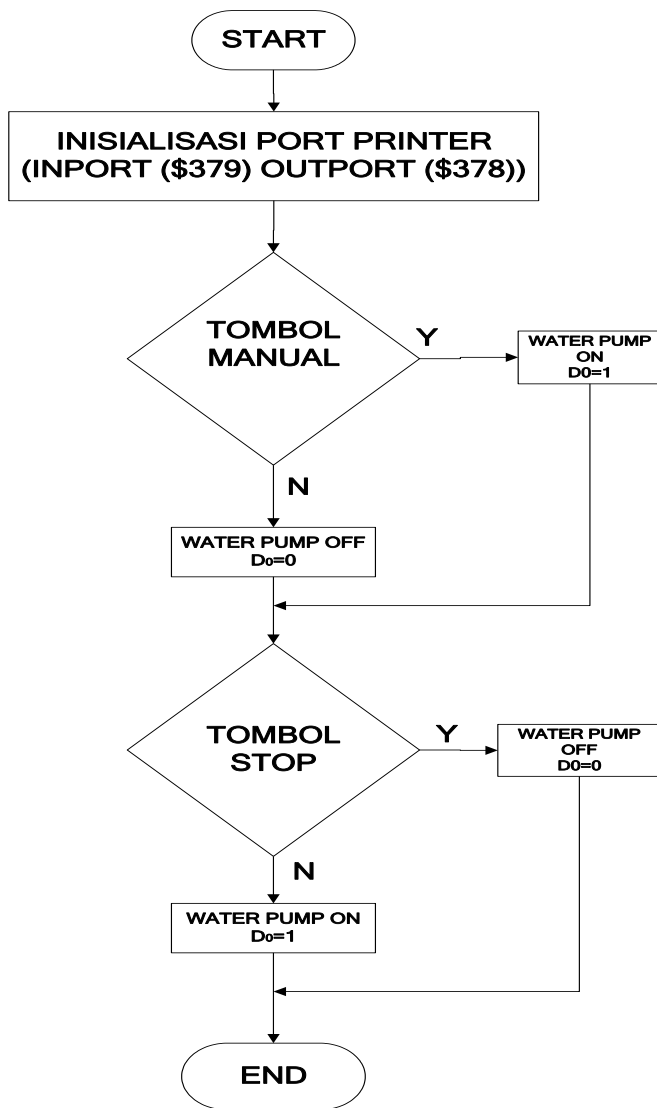 START
INISIALISASI PORT PRINTER
(INPORT ($379) OUTPORT ($378))
TOMBOL
MANUAL
Y
WATER PUMP
ON
D0=1
N
WATER PUMP OFF
D₀=0
TOMBOL
STOP
Y
WATER PUMP
OFF
D0=0
N
WATER PUMP ON
D₀=1
END